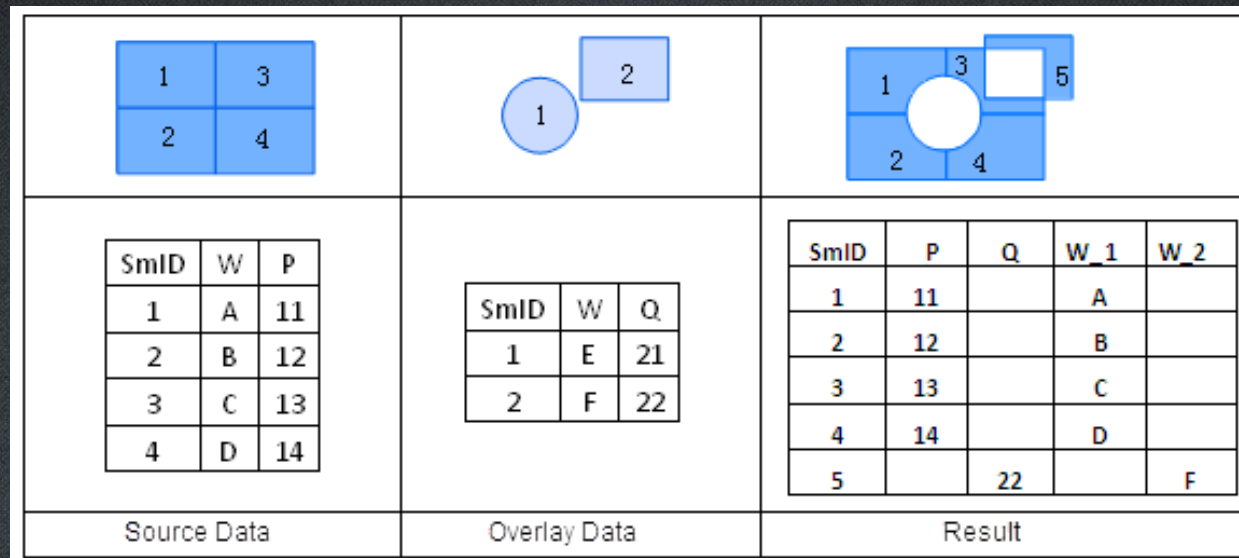 1 3
2 4
1
2
1
3
5
2
4
SmID W P
1 A 11
2 B 12
3 C 13
4 D 14
SmID W Q
1 E 21
2 F 22
SmID P Q W_1 W_2
1 11 A
2 12 B
3 13 C
4 14 D
5 22 F
Source Data
Overlay Data
Result